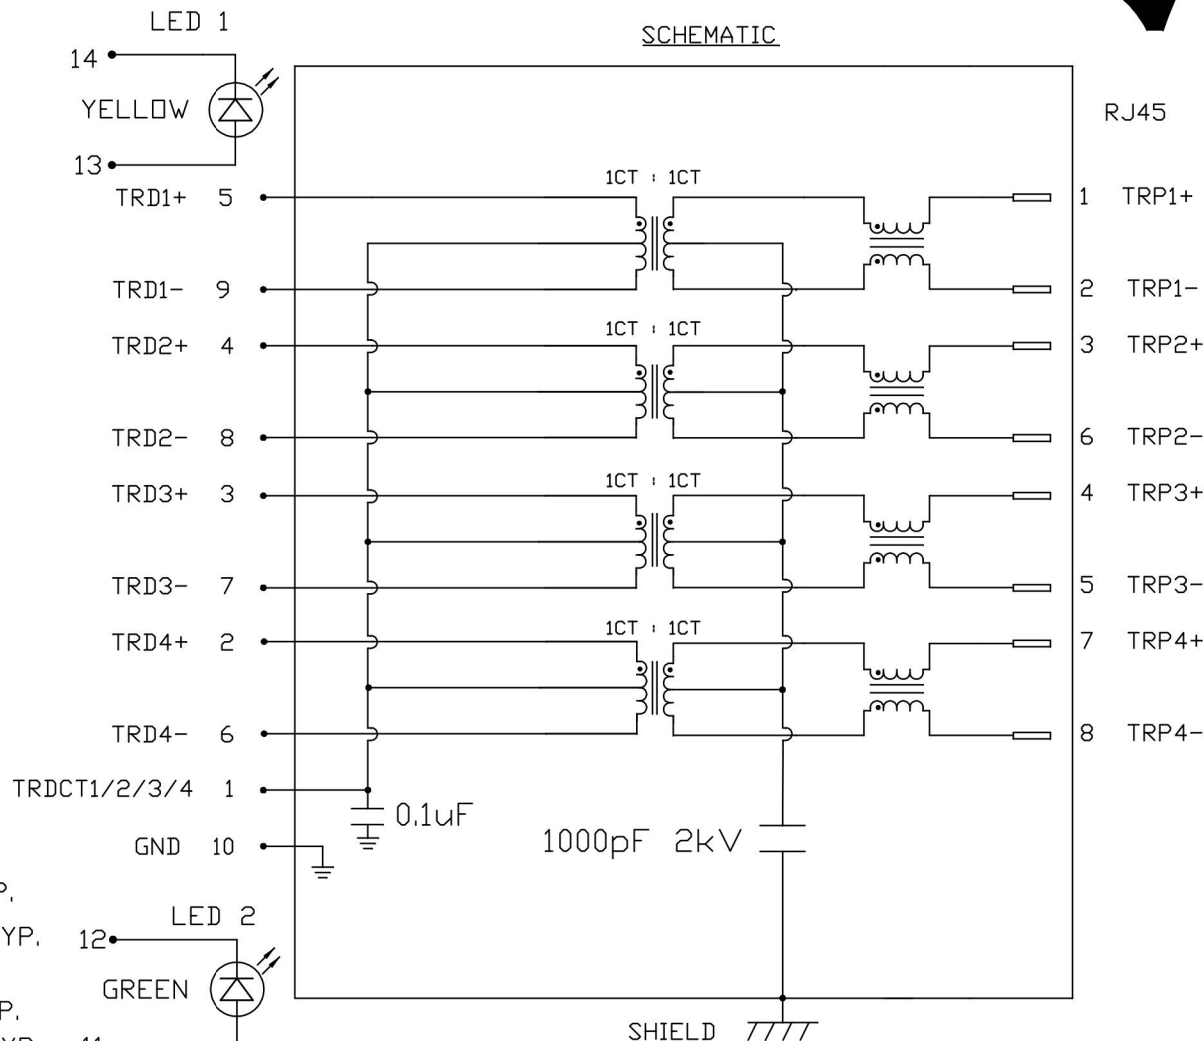 LED 1
SCHEMATIC
14
YELLOW
RJ45
13
1CT : 1CT
TRD1+ 5
1 TRP1+
TRD1- 9
2 TRP1-
1CT : 1CT
TRD2+ 4
3 TRP2+
TRD2- 8
6 TRP2-
1CT : 1CT
TRD3+ 3
4 TRP3+
TRD3- 7
5 TRP3-
1CT : 1CT
TRD4+ 2
7 TRP4+
TRD4- 6
8 TRP4-
TRDCT1/2/3/4 1
0.1uF
1000pF 2kV
GND 10
P.
LED 2
YP.
12
GREEN
P.
SHIELD